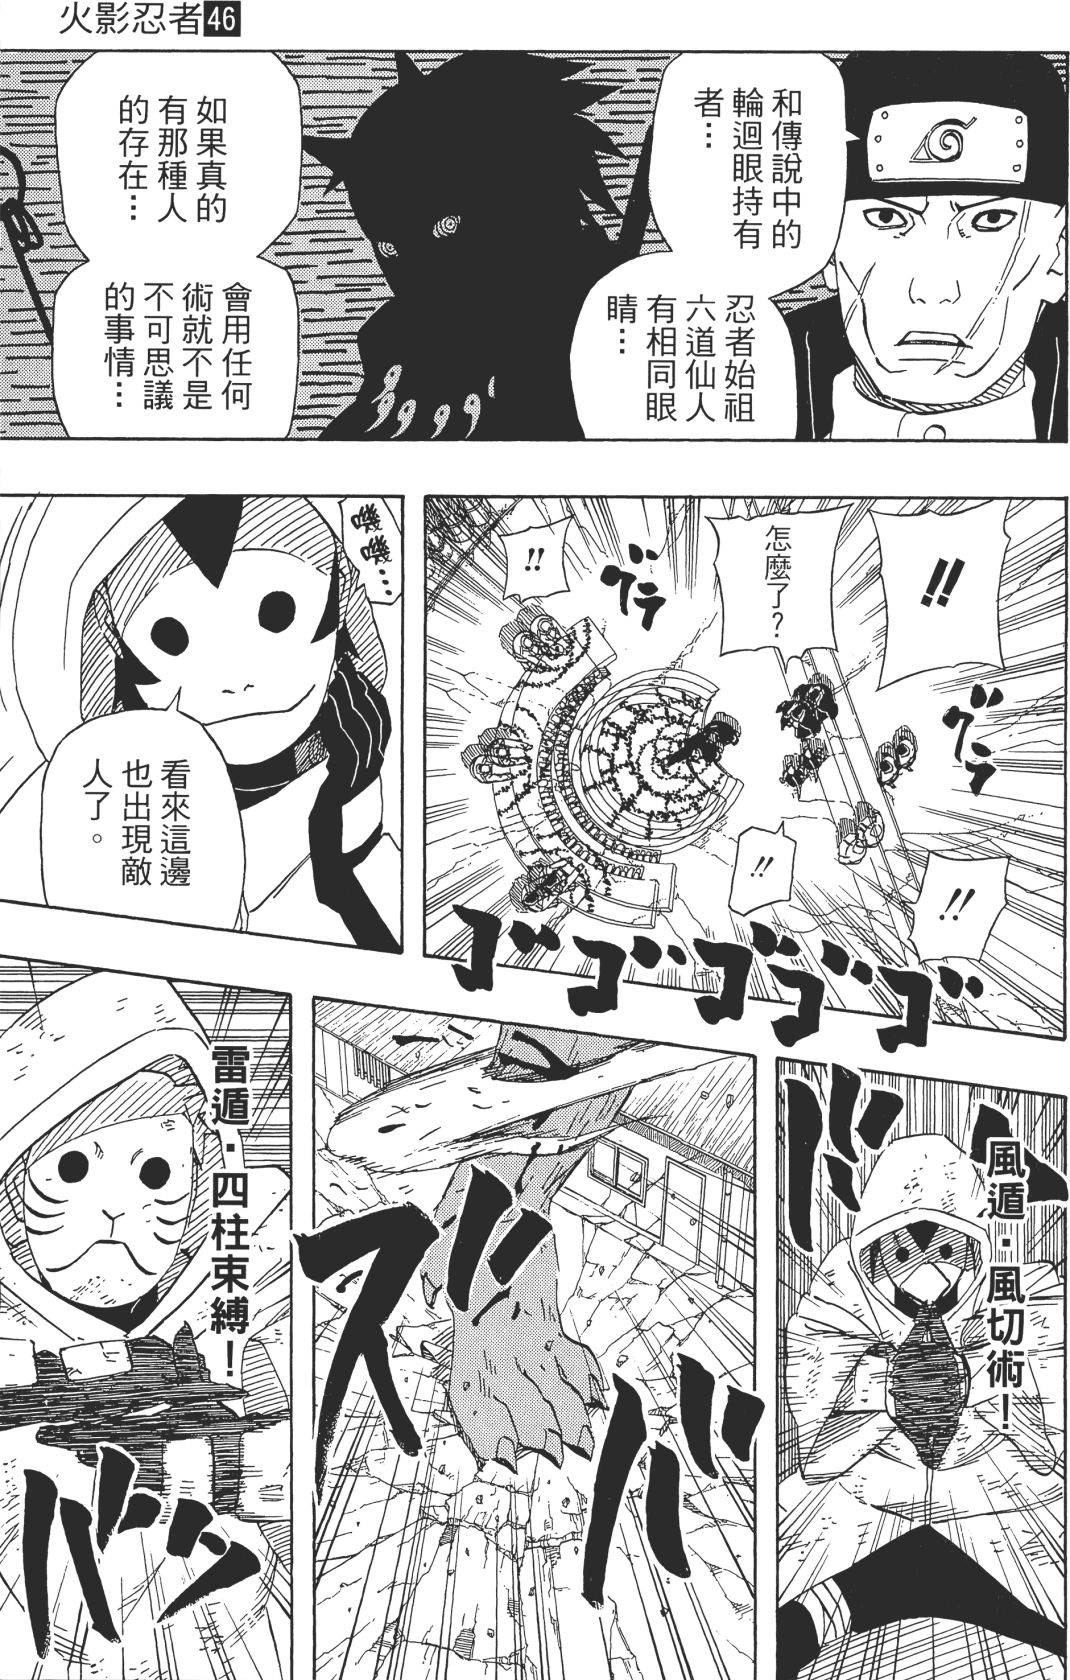 火影忍者46
和傳說中的
輪迴眼持有
者…
忍者始祖
六道仙人
有相同眼
睛…
如果真的
有那種人
的存在…
會用任何
術就不是
不可思議
的事情…
!!
怎麼了？
!!
グラ
グラ
!!
!!
ゴゴゴゴゴ
嘰嘰…
看來這邊
也出現敵
人了。
風遁．風切術！
ドン
ズズン
雷遁．四柱束縛！
バッ